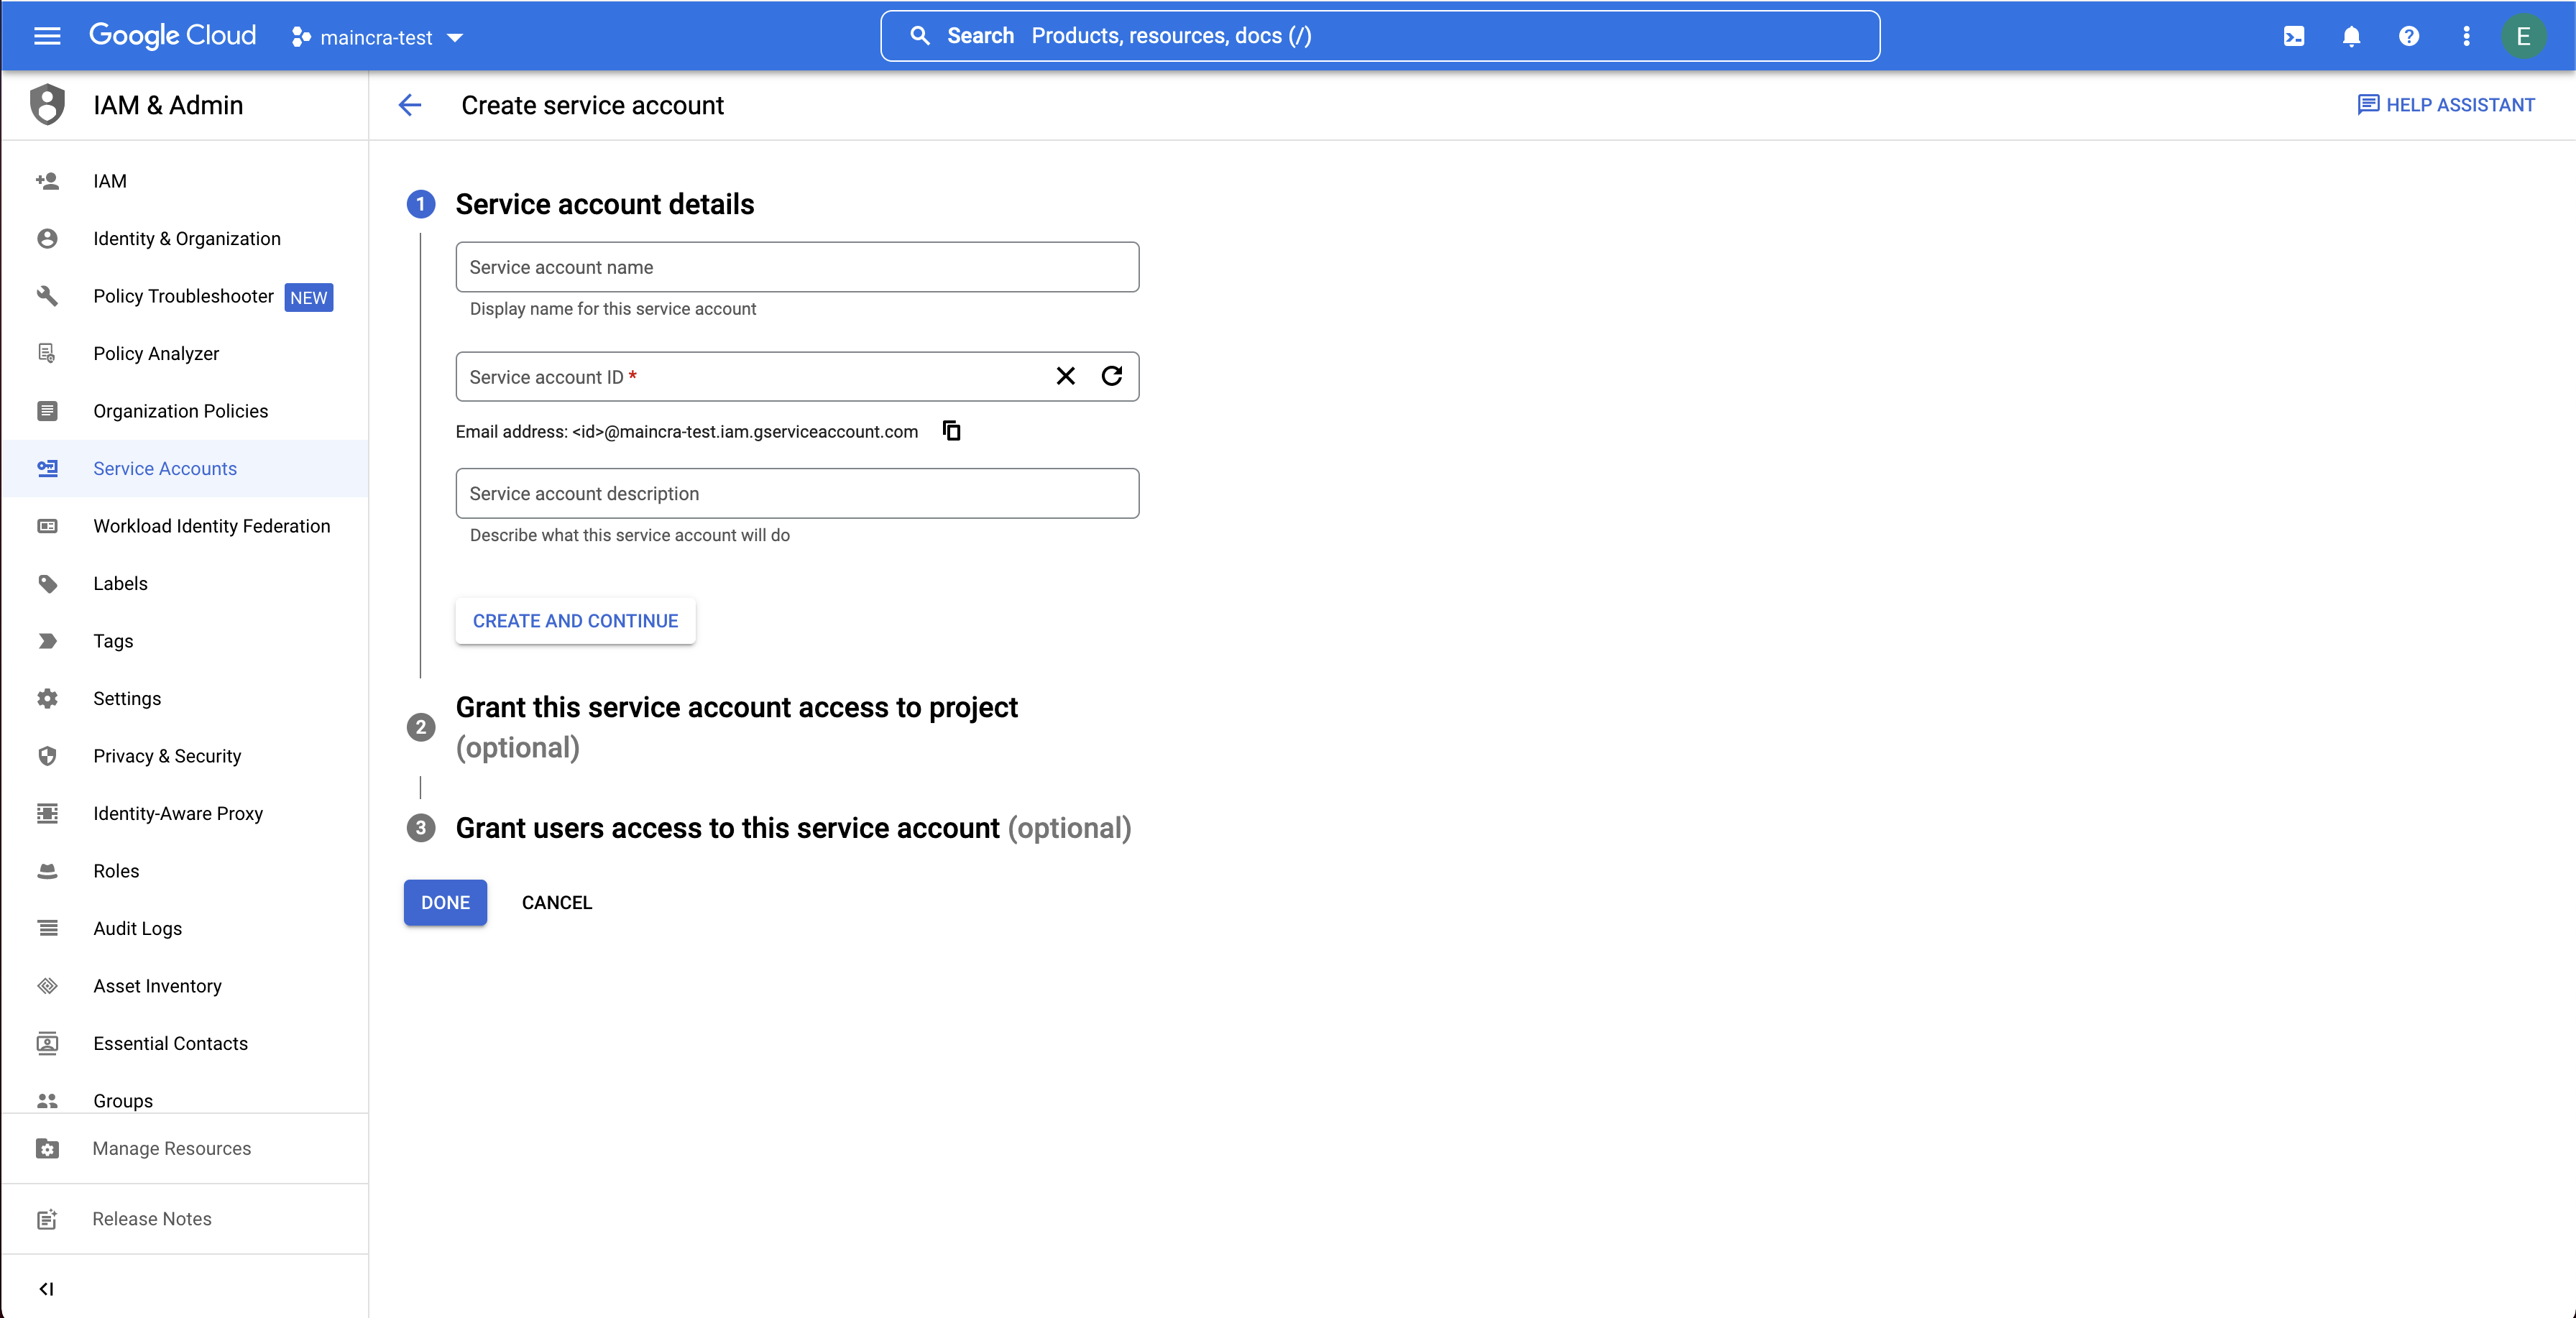 Google Cloud
maincra-test
Search Products, resources, docs (/)
E
IAM & Admin
Create service account
HELP ASSISTANT
IAM
Identity & Organization
Policy Troubleshooter NEW
Policy Analyzer
Organization Policies
Service Accounts
Workload Identity Federation
Labels
Tags
Settings
Privacy & Security
Identity-Aware Proxy
Roles
Audit Logs
Asset Inventory
Essential Contacts
Groups
Manage Resources
Release Notes
1 Service account details
Service account name
Display name for this service account
Service account ID *
Email address: <id>@maincra-test.iam.gserviceaccount.com
Service account description
Describe what this service account will do
CREATE AND CONTINUE
2 Grant this service account access to project
(optional)
3 Grant users access to this service account (optional)
DONE CANCEL